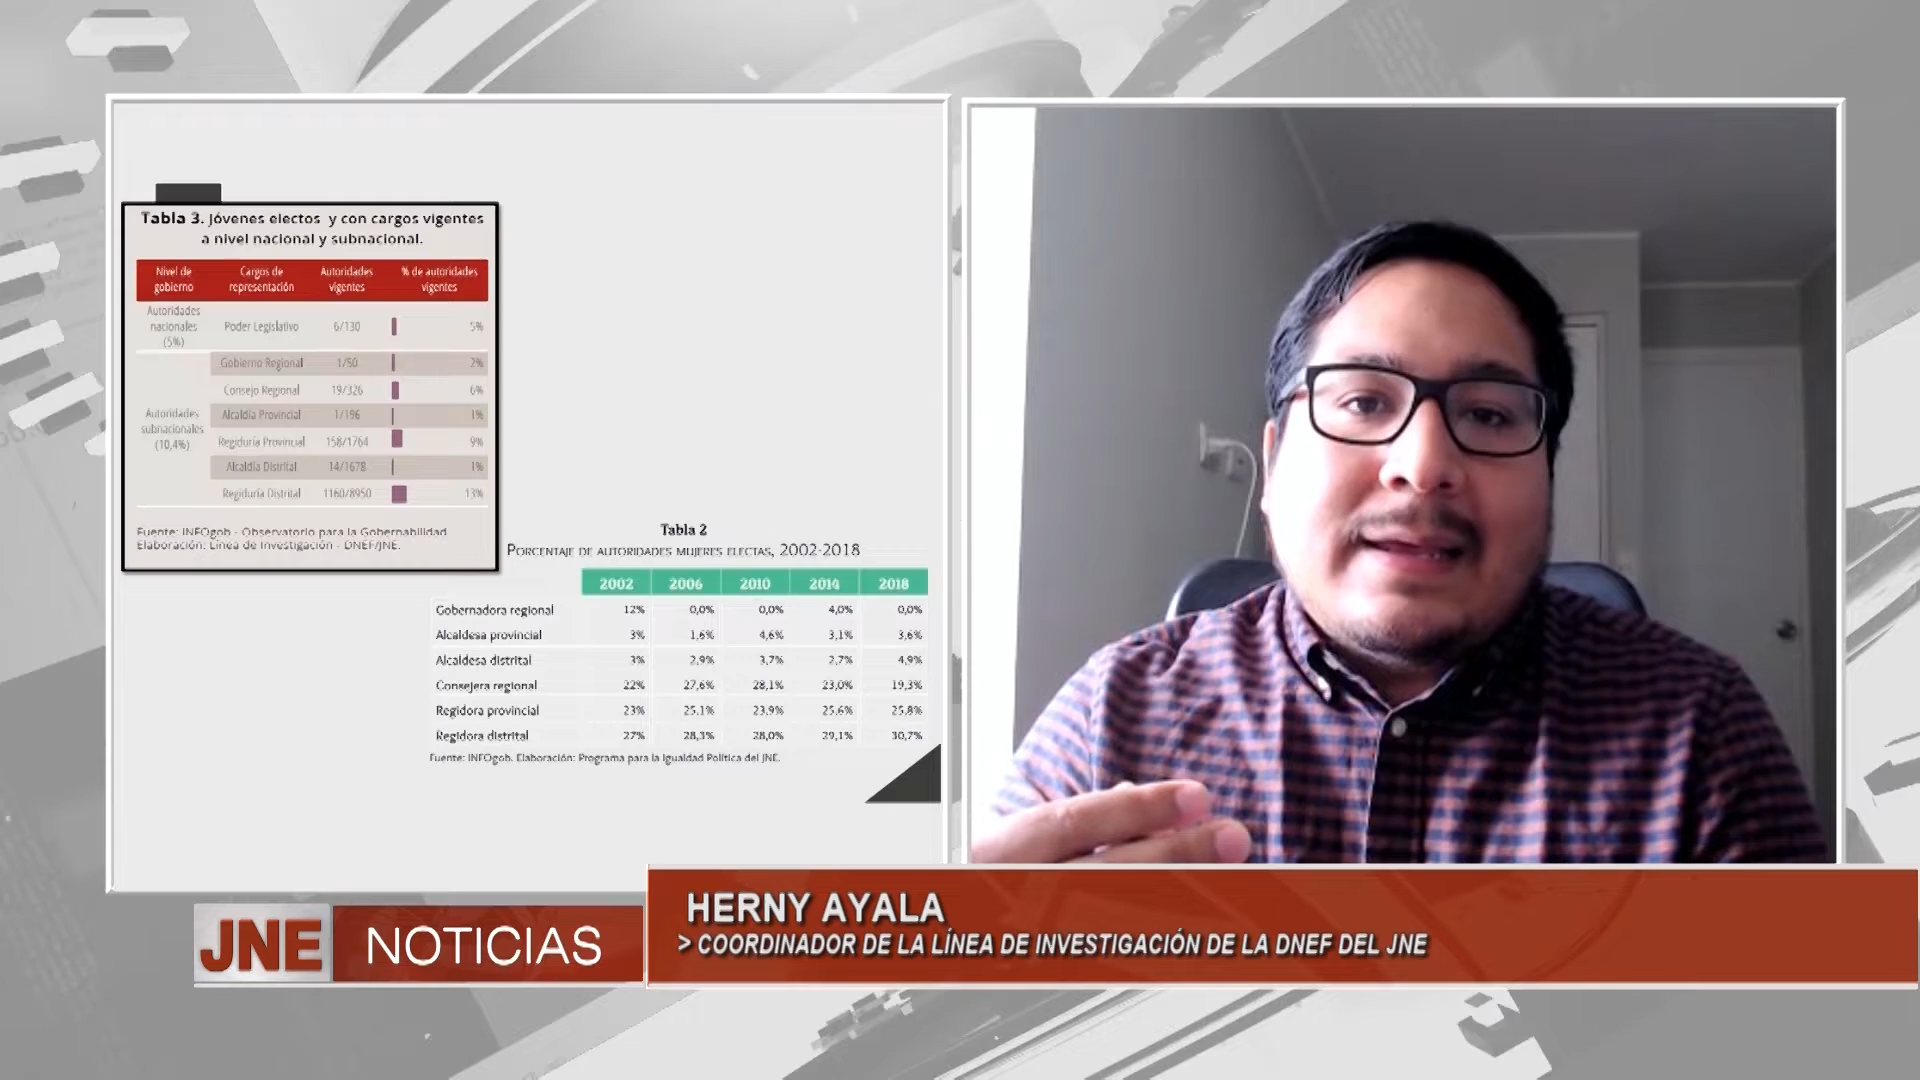 Tabla 3. Jóvenes electos y con cargos vigentes
a nivel nacional y subnacional.
Nivel de gobierno Cargos de representación Autoridades vigentes % de autoridades vigentes
Autoridades nacionales (5%) Poder Legislativo 6/130 5%
Gobierno Regional 1/50 2%
Consejo Regional 19/326 6%
Autoridades subnacionales (10,4%) Alcaldía Provincial 1/196 1%
Regiduría Provincial 158/1764 9%
Alcaldía Distrital 14/1678 1%
Regiduría Distrital 1160/8950 13%
Fuente: INFOgob - Observatorio para la Gobernabilidad
Elaboración: Línea de Investigación - DNEF/JNE.
Tabla 2
PORCENTAJE DE AUTORIDADES MUJERES ELECTAS, 2002-2018
2002 2006 2010 2014 2018
Gobernadora regional 12% 0,0% 0,0% 4,0% 0,0%
Alcaldesa provincial 3% 1,6% 4,6% 3,1% 3,6%
Alcaldesa distrital 3% 2,9% 3,7% 2,7% 4,9%
Consejera regional 22% 27,6% 28,1% 23,0% 19,3%
Regidora provincial 23% 25,1% 23,9% 25,6% 25,8%
Regidora distrital 27% 28,3% 28,0% 29,1% 30,7%
Fuente: INFOgob. Elaboración: Programa para la Igualdad Política del JNE.
HERNY AYALA
> COORDINADOR DE LA LÍNEA DE INVESTIGACIÓN DE LA DNEF DEL JNE
JNE NOTICIAS